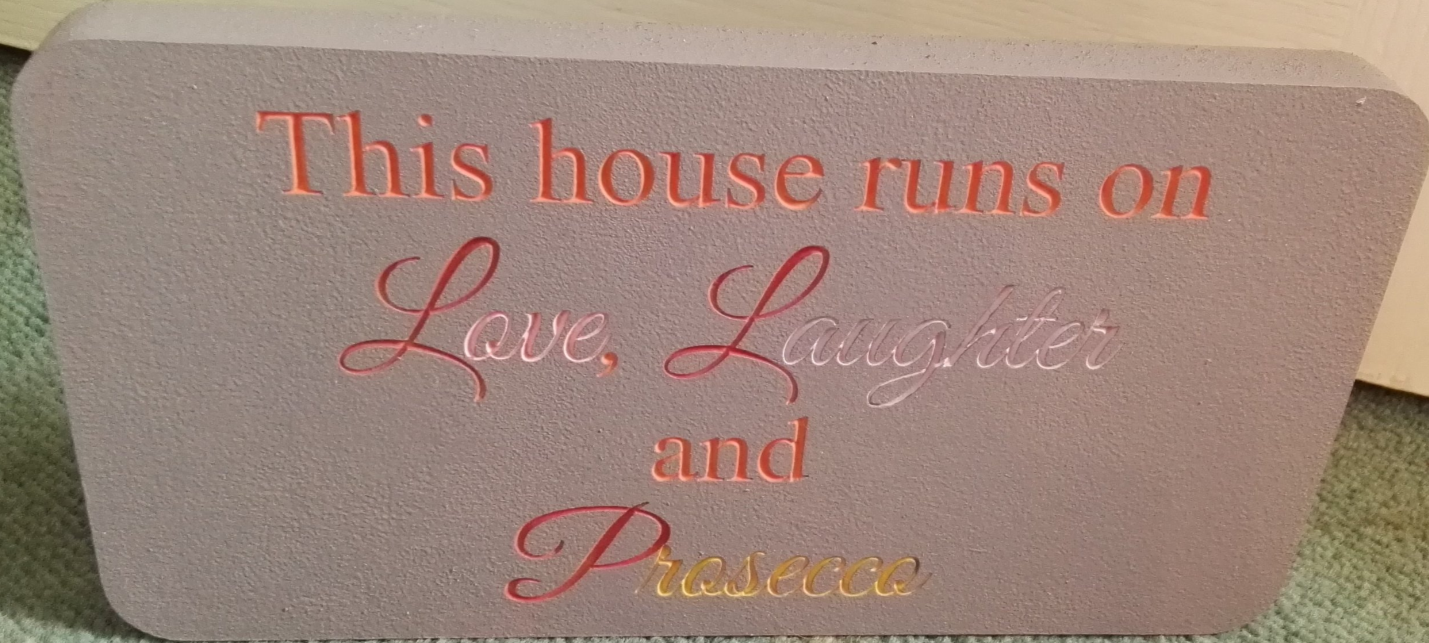 This house runs on
Love, Laughter
and
Prosecco